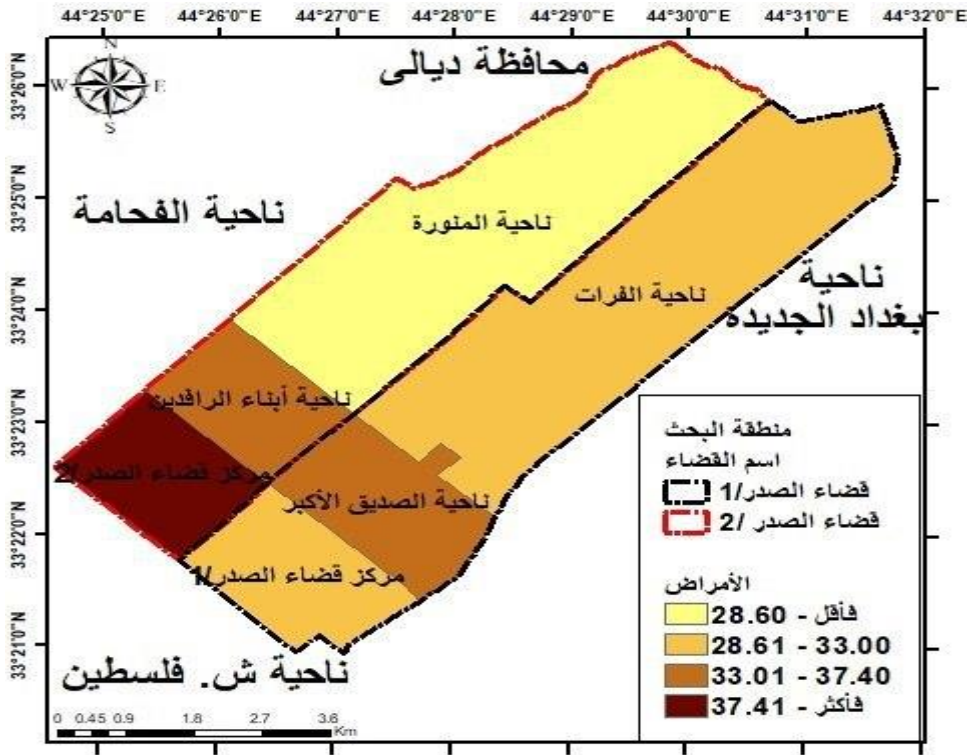 44°25'0"E 44°26'0"E 44°27'0"E 44°28'0"E 44°29'0"E 44°30'0"E 44°31'0"E 44°32'0"E
33°26'0"N
33°25'0"N
33°24'0"N
33°23'0"N
33°22'0"N
33°21'0"N
N
W E
S
محافظة ديالى
ناحية الفحامة
ناحية المنورة
ناحية الفرات
ناحية
بغداد الجديدة
ناحية أبناء الرافدين
مركز قضاء الصدر/2
ناحية الصديق الأكبر
مركز قضاء الصدر/1
ناحية ش. فلسطين
0 0.45 0.9 1.8 2.7 3.6
Km
منطقة البحث
اسم القضاء
قضاء الصدر/1
قضاء الصدر /2
الأمراض
28.60 - فأقل
28.61 - 33.00
33.01 - 37.40
37.41 - فأكثر